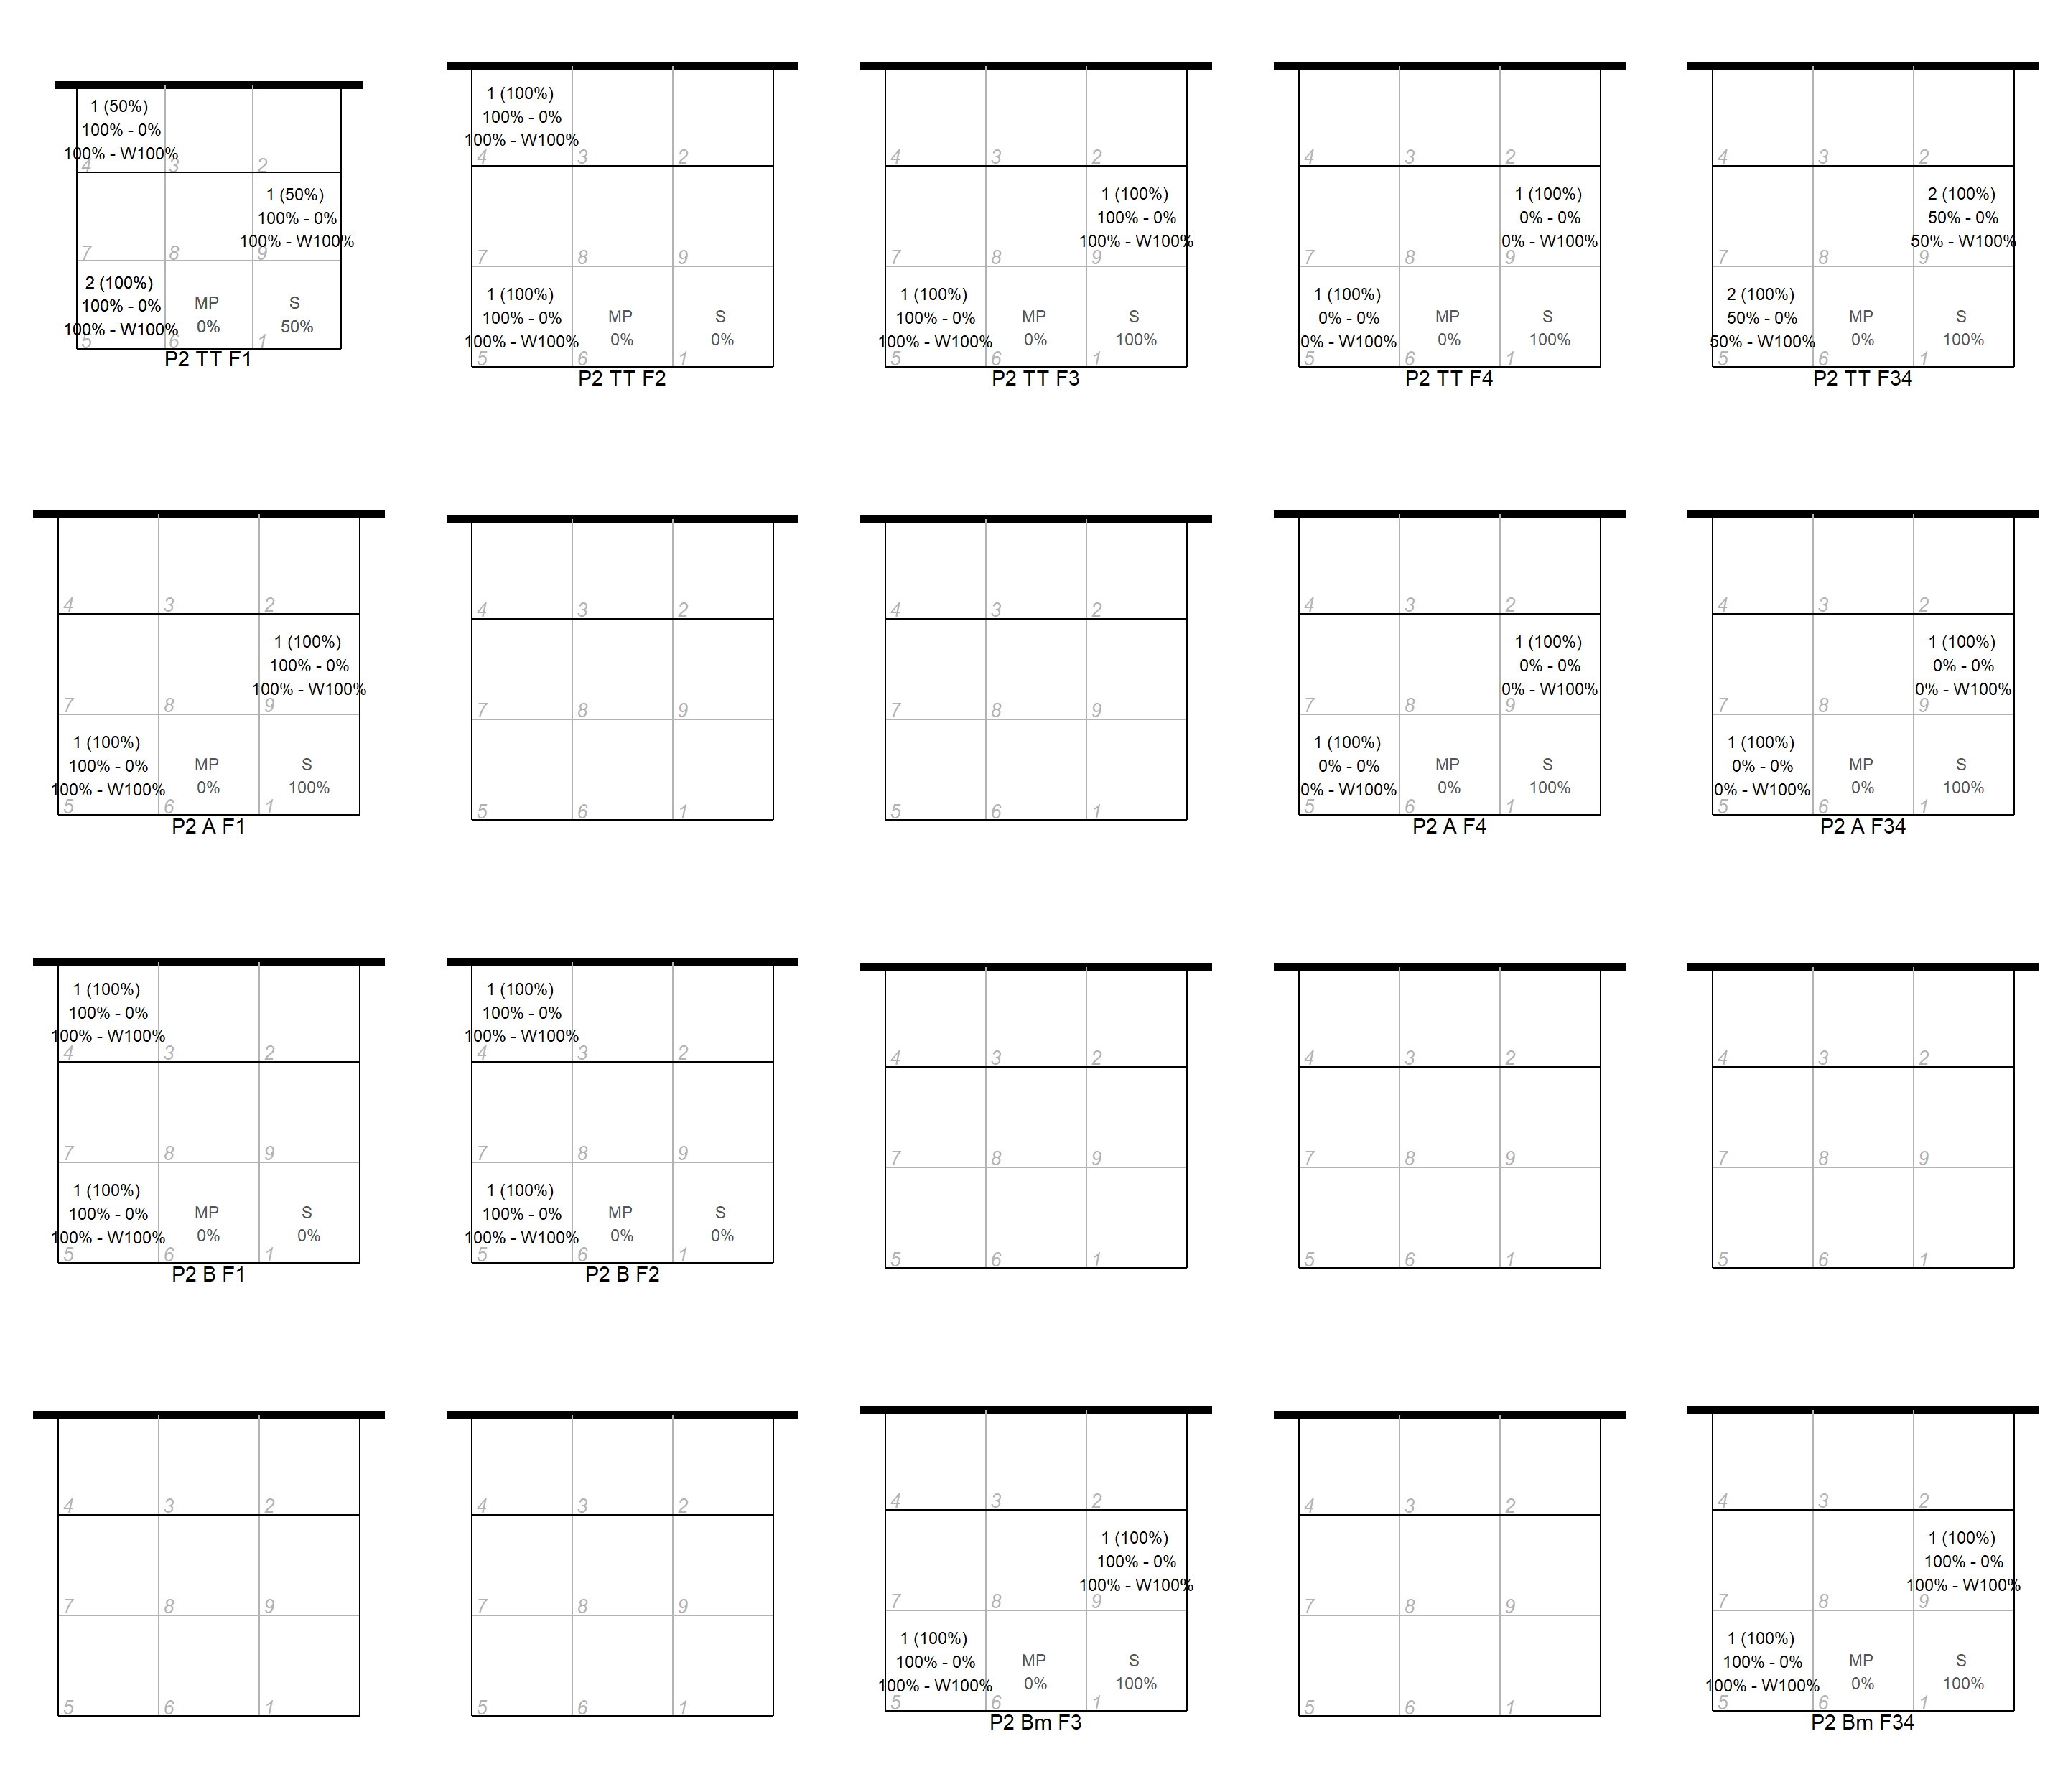 1 (50%)
100% - 0%
100% - W100%
4 3 2
1 (50%)
100% - 0%
100% - W100%
7 8 9
2 (100%)
100% - 0%
100% - W100%
MP
0%
S
50%
5 6 1
P2 TT F1
1 (100%)
100% - 0%
100% - W100%
4 3 2
7 8 9
1 (100%)
100% - 0%
100% - W100%
MP
0%
S
0%
5 6 1
P2 TT F2
4 3 2
1 (100%)
100% - 0%
100% - W100%
7 8 9
1 (100%)
100% - 0%
100% - W100%
MP
0%
S
100%
5 6 1
P2 TT F3
4 3 2
1 (100%)
0% - 0%
0% - W100%
7 8 9
1 (100%)
0% - 0%
0% - W100%
MP
0%
S
100%
5 6 1
P2 TT F4
4 3 2
2 (100%)
50% - 0%
50% - W100%
7 8 9
2 (100%)
50% - 0%
50% - W100%
MP
0%
S
100%
5 6 1
P2 TT F34
4 3 2
1 (100%)
100% - 0%
100% - W100%
7 8 9
1 (100%)
100% - 0%
100% - W100%
MP
0%
S
100%
5 6 1
P2 A F1
4 3 2
7 8 9
5 6 1
4 3 2
7 8 9
5 6 1
4 3 2
1 (100%)
0% - 0%
0% - W100%
7 8 9
1 (100%)
0% - 0%
0% - W100%
MP
0%
S
100%
5 6 1
P2 A F4
4 3 2
1 (100%)
0% - 0%
0% - W100%
7 8 9
1 (100%)
0% - 0%
0% - W100%
MP
0%
S
100%
5 6 1
P2 A F34
1 (100%)
100% - 0%
100% - W100%
4 3 2
7 8 9
1 (100%)
100% - 0%
100% - W100%
MP
0%
S
0%
5 6 1
P2 B F1
1 (100%)
100% - 0%
100% - W100%
4 3 2
7 8 9
1 (100%)
100% - 0%
100% - W100%
MP
0%
S
0%
5 6 1
P2 B F2
4 3 2
7 8 9
5 6 1
4 3 2
7 8 9
5 6 1
4 3 2
7 8 9
5 6 1
4 3 2
7 8 9
5 6 1
4 3 2
7 8 9
5 6 1
4 3 2
1 (100%)
100% - 0%
100% - W100%
7 8 9
1 (100%)
100% - 0%
100% - W100%
MP
0%
S
100%
5 6 1
P2 Bm F3
4 3 2
7 8 9
5 6 1
4 3 2
1 (100%)
100% - 0%
100% - W100%
7 8 9
1 (100%)
100% - 0%
100% - W100%
MP
0%
S
100%
5 6 1
P2 Bm F34